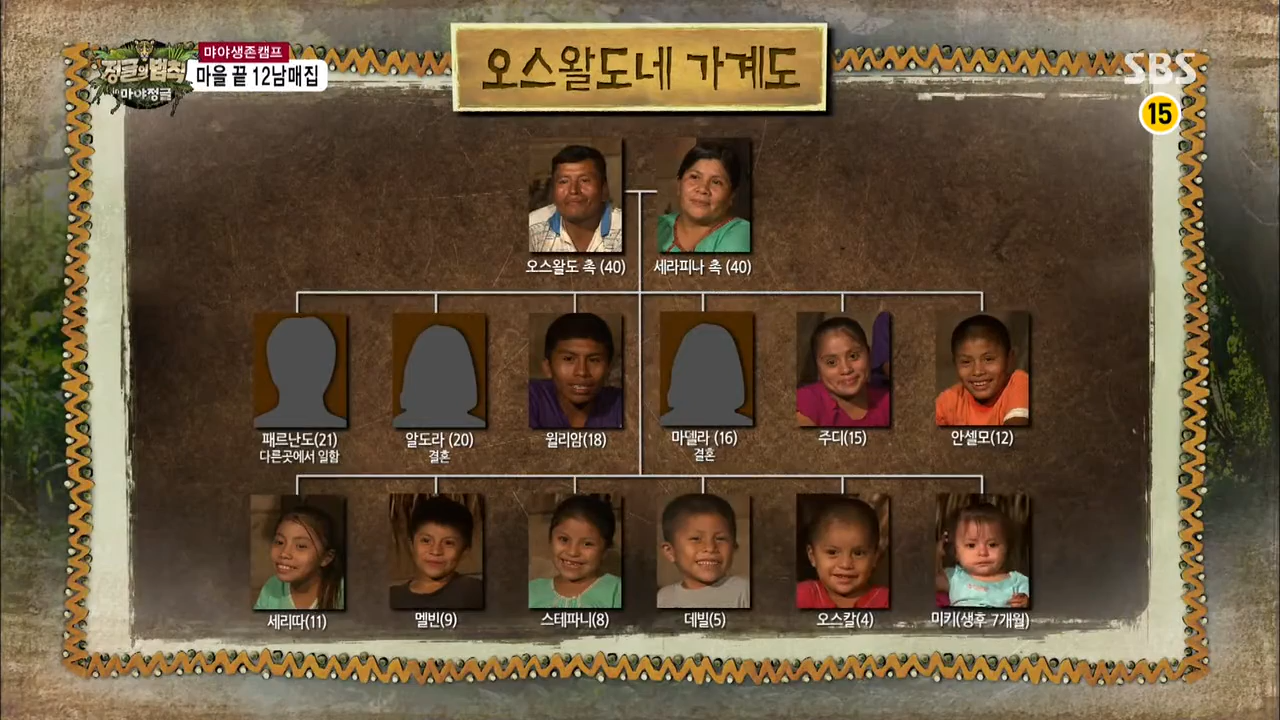 정글의 법칙
in 마야정글
먀야생존캠프
마을 끝 12남매집
오스왈도네 가계도
SBS
15
오스왈도 촉 (40)
세라피나 촉 (40)
패르난도(21)
다른곳에서 일함
알도라 (20)
결혼
윌리암(18)
마델라 (16)
결혼
주디(15)
안셀모(12)
세리따(11)
멜빈(9)
스테파니(8)
데빌(5)
오스칼(4)
미키(생후 7개월)